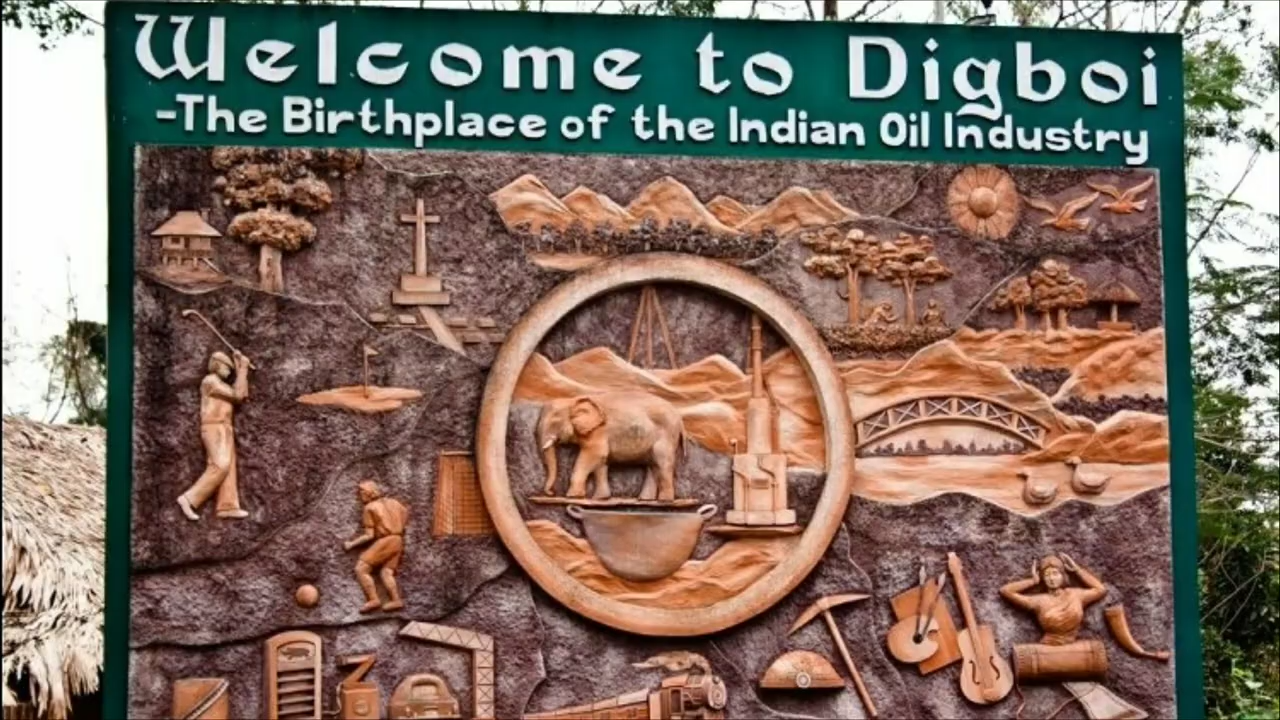 Welcome to Digboi
-The Birthplace of the Indian Oil Industry